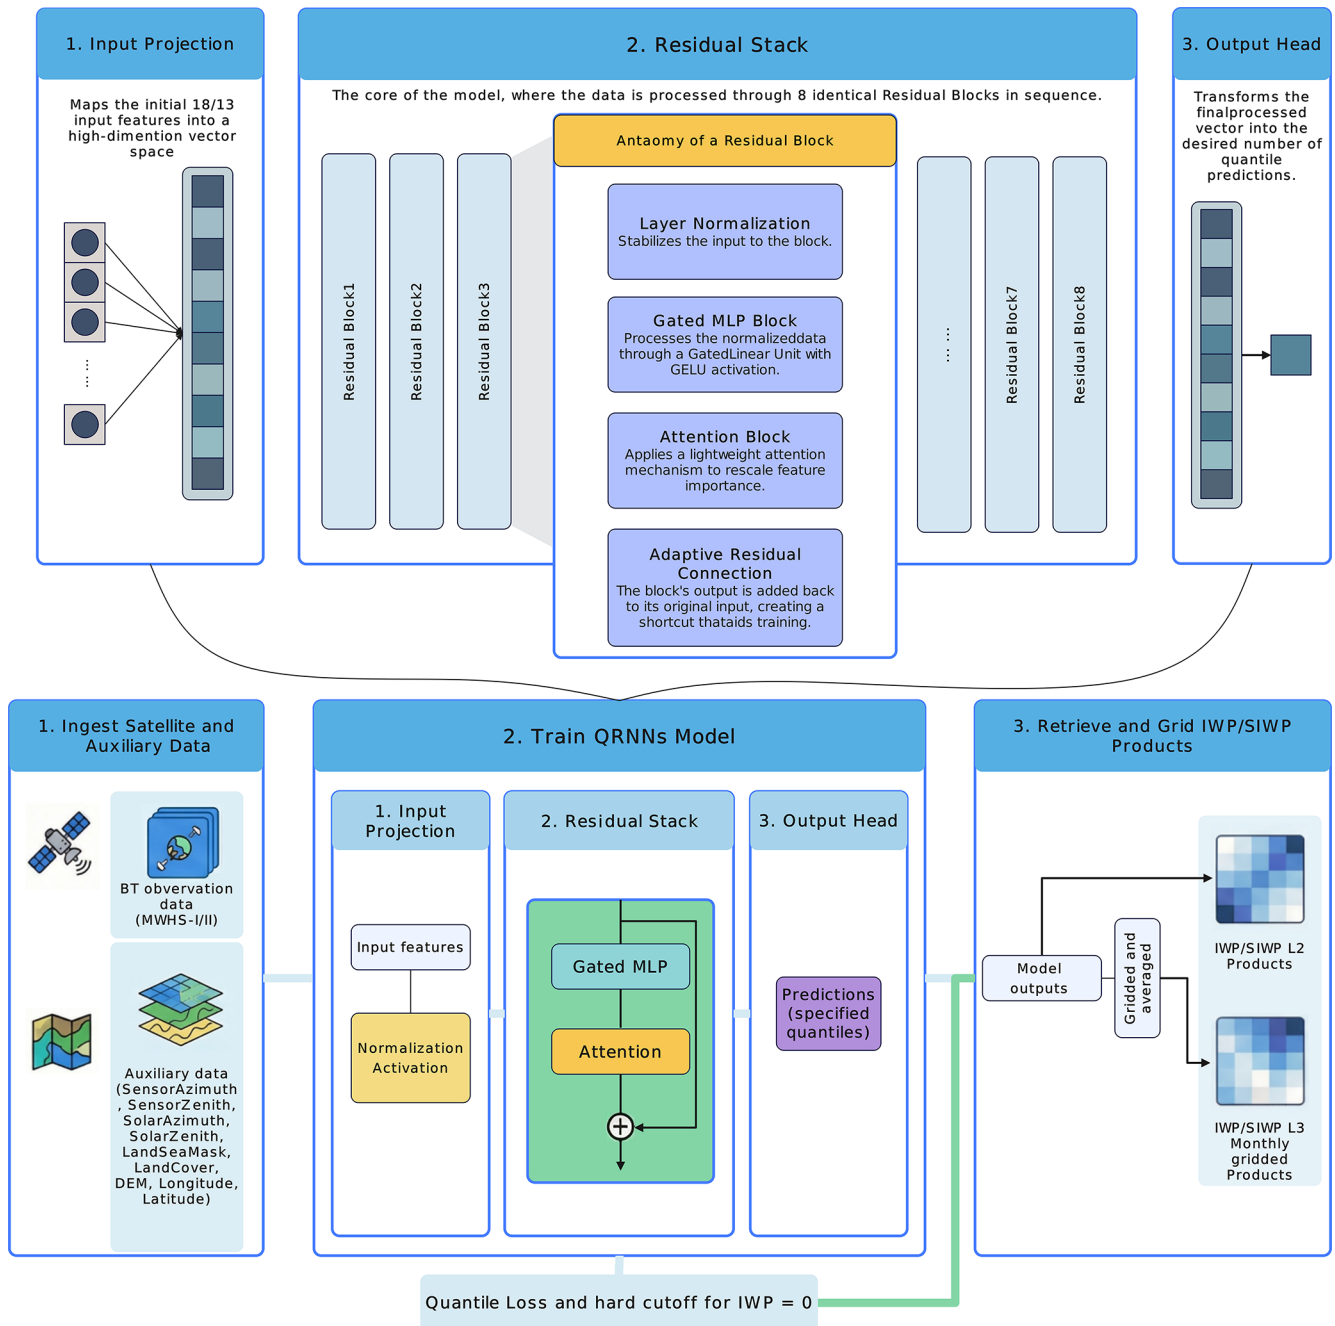 1. Input Projection
Maps the initial 18/13
input features into a
high-dimention vector
space
....
2. Residual Stack
The core of the model, where the data is processed through 8 identical Residual Blocks in sequence.
Residual Block1
Residual Block2
Residual Block3
Antaomy of a Residual Block
Layer Normalization
Stabilizes the input to the block.
Gated MLP Block
Processes the normalizeddata
through a GatedLinear Unit with
GELU activation.
Attention Block
Applies a lightweight attention
mechanism to rescale feature
importance.
Adaptive Residual
Connection
The block's output is added back
to its original input, creating a
shortcut thataids training.
... ...
Residual Block7
Residual Block8
3. Output Head
Transforms the
finalprocessed
vector into the
desired number of
quantile
predictions.
1. Ingest Satellite and
Auxiliary Data
BT obvervation
data
(MWHS-I/II)
Auxiliary data
(SensorAzimuth
, SensorZenith,
SolarAzimuth,
SolarZenith,
LandSeaMask,
LandCover,
DEM, Longitude,
Latitude)
2. Train QRNNs Model
1. Input
Projection
Input features
Normalization
Activation
2. Residual Stack
Gated MLP
Attention
+
3. Output Head
Predictions
(specified
quantiles)
Quantile Loss and hard cutoff for IWP = 0
3. Retrieve and Grid IWP/SIWP
Products
Model
outputs
Gridded and
averaged
IWP/SIWP L2
Products
IWP/SIWP L3
Monthly
gridded
Products